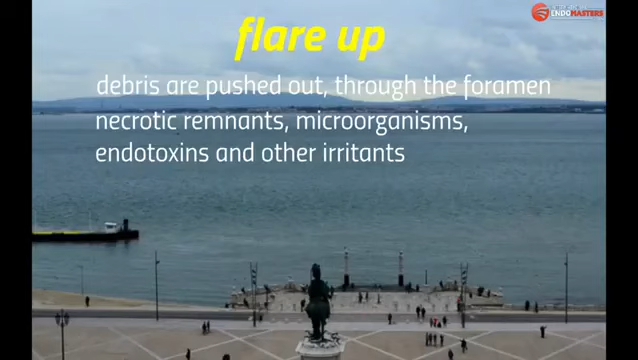 flare up
debris are pushed out, through the foramen
necrotic remnants, microorganisms,
endotoxins and other irritants
ENDOMASTERS